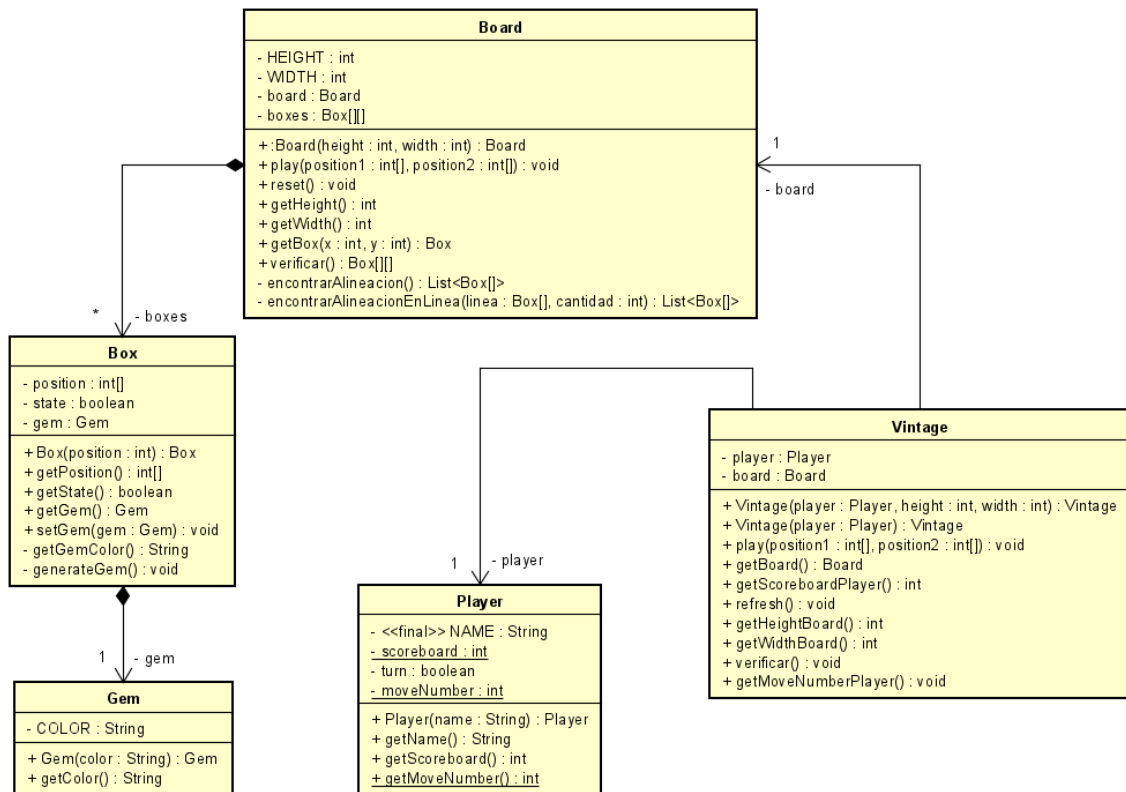 Board
- HEIGHT : int
- WIDTH : int
- board : Board
- boxes : Box[][]
+ :Board(height : int, width : int) : Board
+ play(position1 : int[], position2 : int[]) : void
+ reset() : void
+ getHeight() : int
+ getWidth() : int
+ getBox(x : int, y : int) : Box
+ verificar() : Box[][]
- encontrarAlineacion() : List<Box[]>
- encontrarAlineacionEnLinea(linea : Box[], cantidad : int) : List<Box[]>
1
- board
*
- boxes
Box
- position : int[]
- state : boolean
- gem : Gem
+ Box(position : int) : Box
+ getPosition() : int[]
+ getState() : boolean
+ getGem() : Gem
+ setGem(gem : Gem) : void
- getGemColor() : String
- generateGem() : void
1
- gem
Gem
- COLOR : String
+ Gem(color : String) : Gem
+ getColor() : String
1
- player
Player
- <<final>> NAME : String
- scoreboard : int
- turn : boolean
- moveNumber : int
+ Player(name : String) : Player
+ getName() : String
+ getScoreboard() : int
+ getMoveNumber() : int
Vintage
- player : Player
- board : Board
+ Vintage(player : Player, height : int, width : int) : Vintage
+ Vintage(player : Player) : Vintage
+ play(position1 : int[], position2 : int[]) : void
+ getBoard() : Board
+ getScoreboardPlayer() : int
+ refresh() : void
+ getHeightBoard() : int
+ getWidthBoard() : int
+ verificar() : void
+ getMoveNumberPlayer() : void